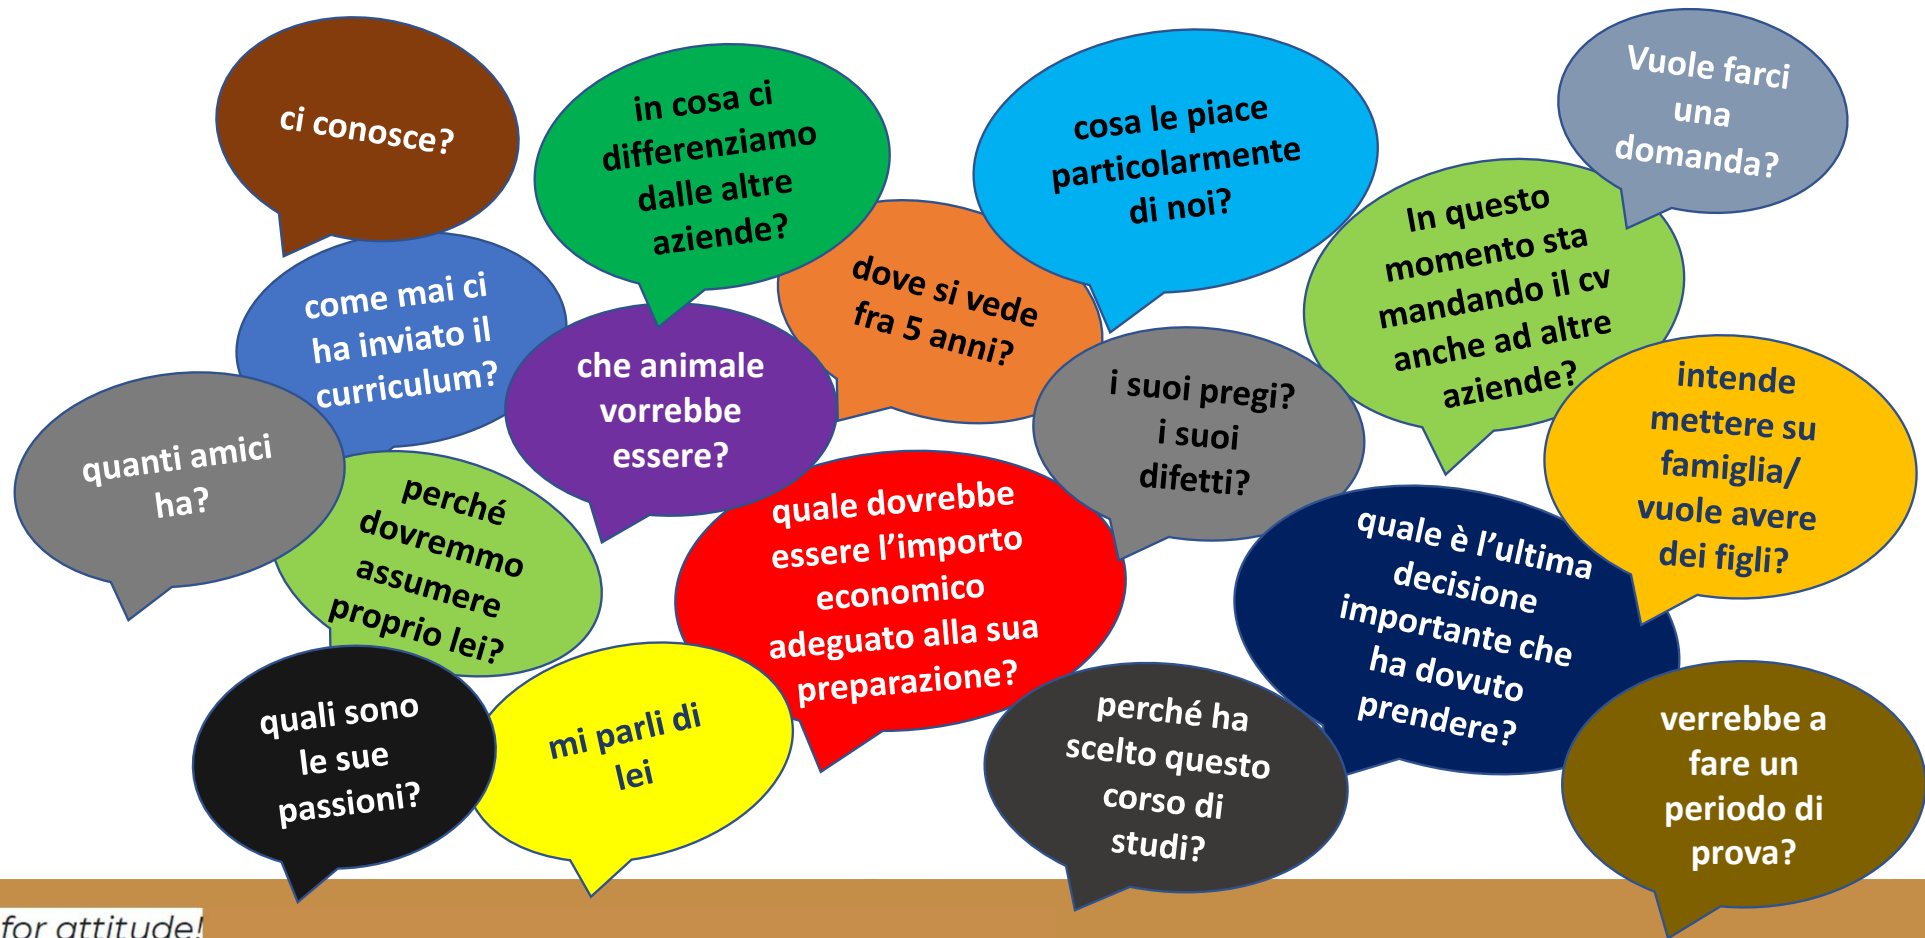 ci conosce?
in cosa ci
differenziamo
dalle altre
aziende?
cosa le piace
particolarmente
di noi?
Vuole farci
una
domanda?
come mai ci
ha inviato il
curriculum?
dove si vede
fra 5 anni?
In questo
momento sta
mandando il cv
anche ad altre
aziende?
quanti amici
ha?
che animale
vorrebbe
essere?
i suoi pregi?
i suoi
difetti?
intende
mettere su
famiglia/
vuole avere
dei figli?
perché
dovremmo
assumere
proprio lei?
quale dovrebbe
essere l’importo
economico
adeguato alla sua
preparazione?
quale è l’ultima
decisione
importante che
ha dovuto
prendere?
quali sono
le sue
passioni?
mi parli di
lei
perché ha
scelto questo
corso di
studi?
verrebbe a
fare un
periodo di
prova?
for attitude!